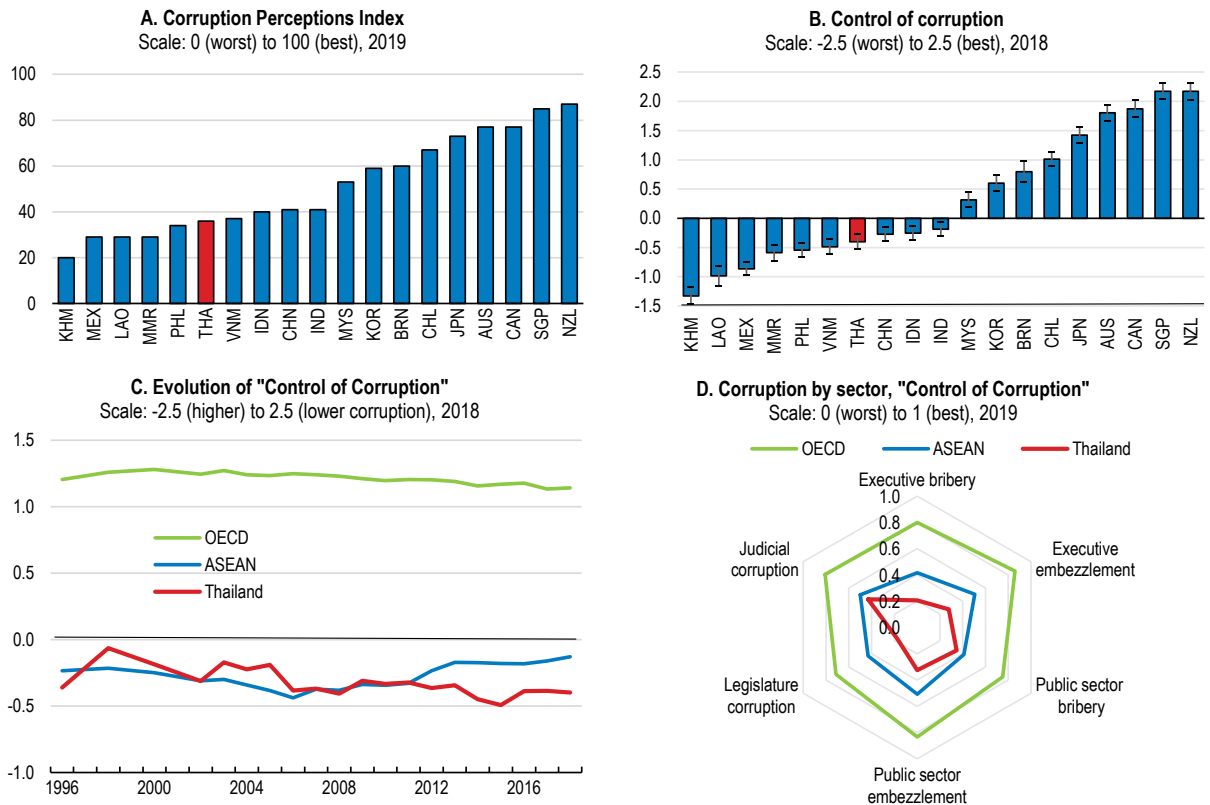 A. Corruption Perceptions Index
Scale: 0 (worst) to 100 (best), 2019
100
80
60
40
20
0
KHM MEX LAO MMR PHL THA VNM IDN CHN IND MYS KOR BRN CHL JPN AUS CAN SGP NZL
B. Control of corruption
Scale: -2.5 (worst) to 2.5 (best), 2018
2.5
2.0
1.5
1.0
0.5
0.0
-0.5
-1.0
-1.5
KHM LAO MEX MMR PHL VNM THA CHN IDN IND MYS KOR BRN CHL JPN AUS CAN SGP NZL
C. Evolution of "Control of Corruption"
Scale: -2.5 (higher) to 2.5 (lower corruption), 2018
1.5
1.0
0.5
0.0
-0.5
-1.0
OECD
ASEAN
Thailand
1996 2000 2004 2008 2012 2016
D. Corruption by sector, "Control of Corruption"
Scale: 0 (worst) to 1 (best), 2019
OECD ASEAN Thailand
Executive bribery
1.0
0.8
0.6
0.4
0.2
0.0
Executive
embezzlement
Public sector
bribery
Public sector
embezzlement
Legislature
corruption
Judicial
corruption